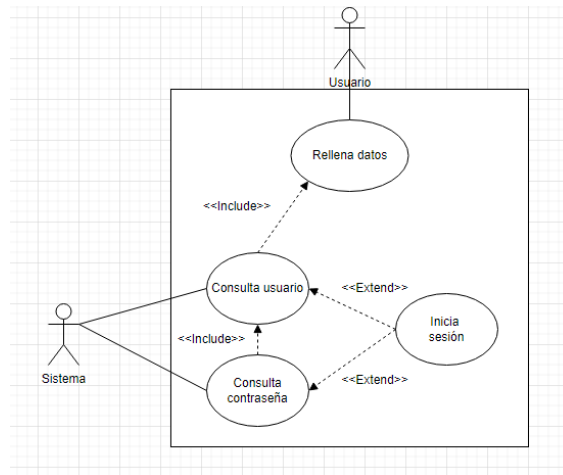 Usuario
Rellena datos
<<Include>>
Consulta usuario
<<Extend>>
Inicia
sesión
<<Include>>
Sistema
Consulta
contraseña
<<Extend>>